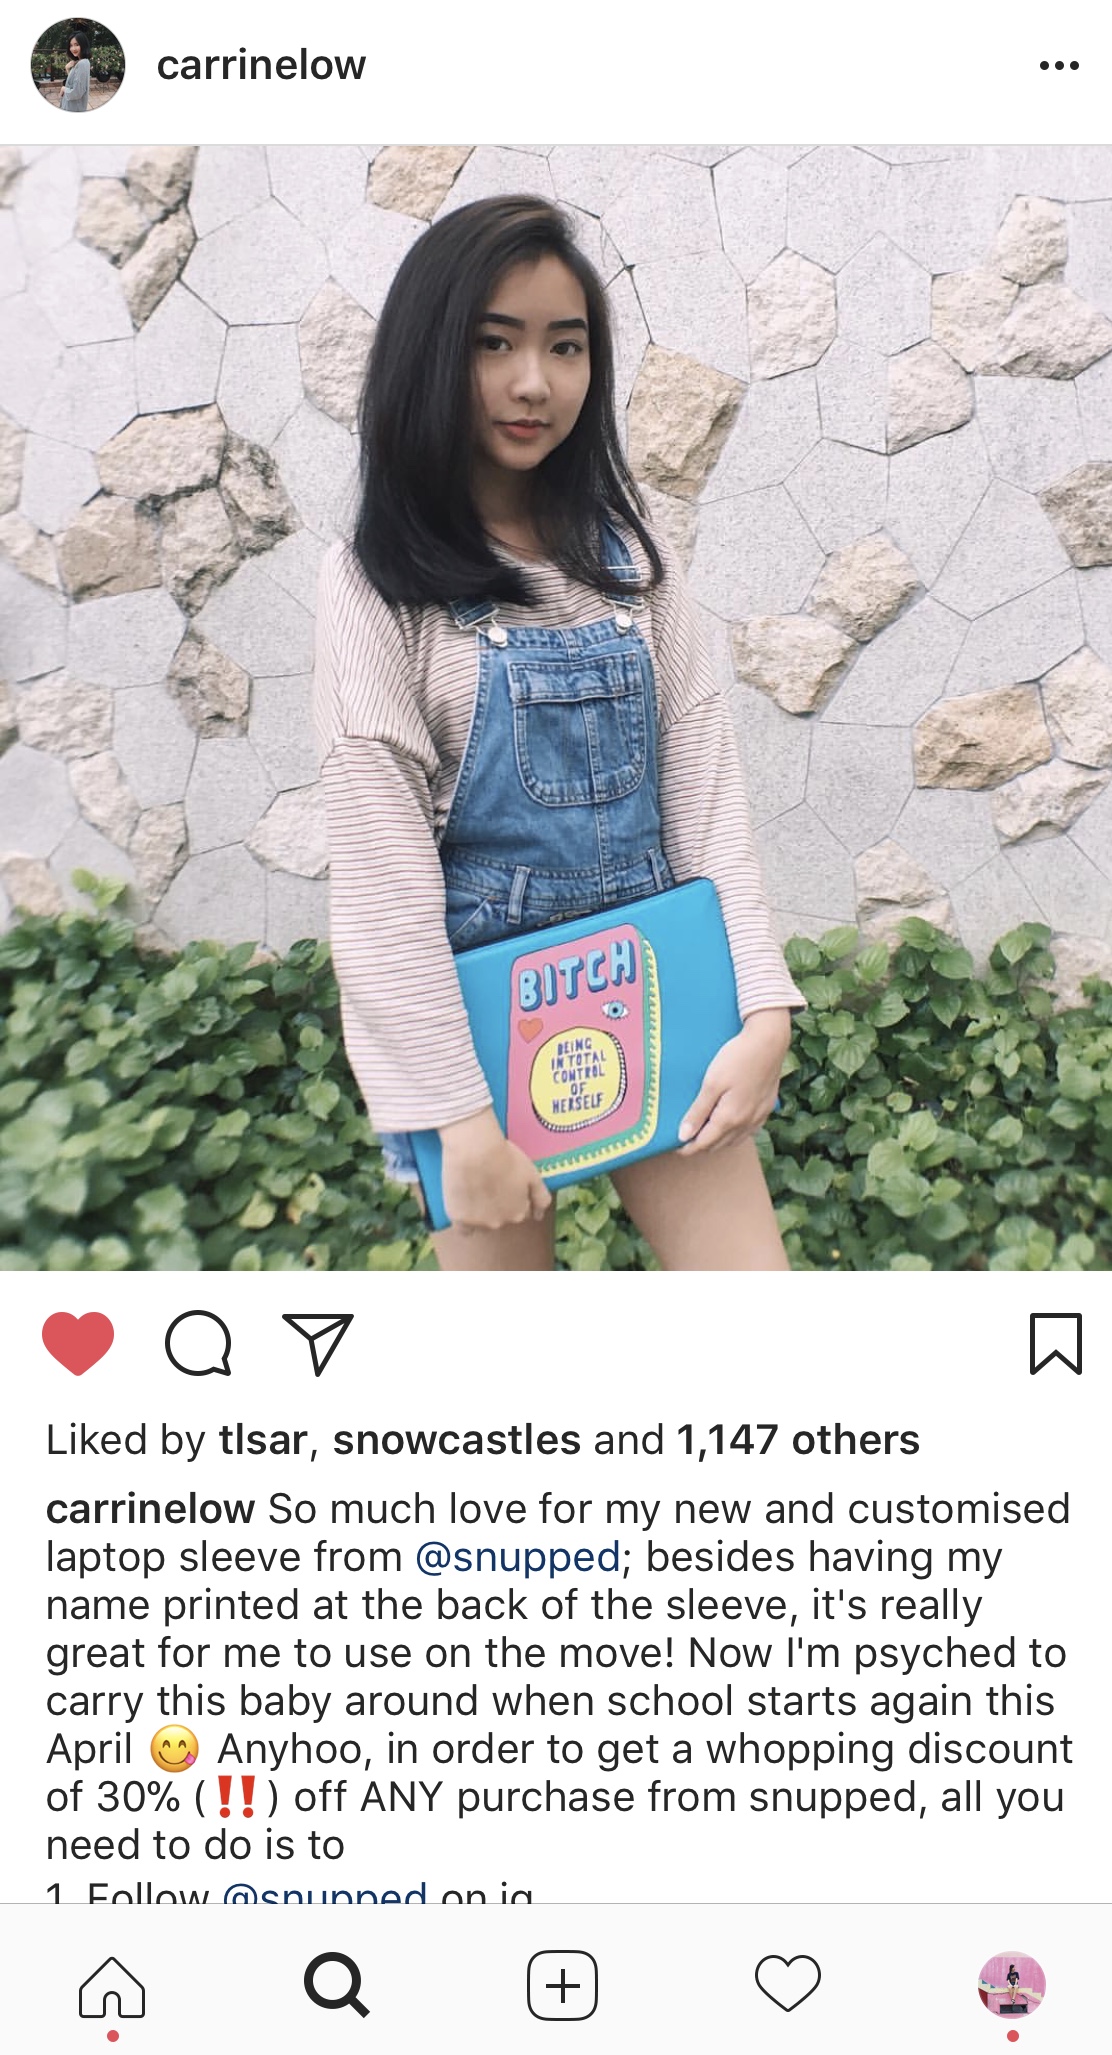 carrinelow
BITCH
BEING
IN TOTAL
CONTROL
OF
HERSELF
Liked by tlsar, snowcastles and 1,147 others
carrinelow So much love for my new and customised
laptop sleeve from @snupped; besides having my
name printed at the back of the sleeve, it's really
great for me to use on the move! Now I'm psyched to
carry this baby around when school starts again this
April 😋 Anyhoo, in order to get a whopping discount
of 30% (‼️) off ANY purchase from snupped, all you
need to do is to
1. Follow @snupped on ig